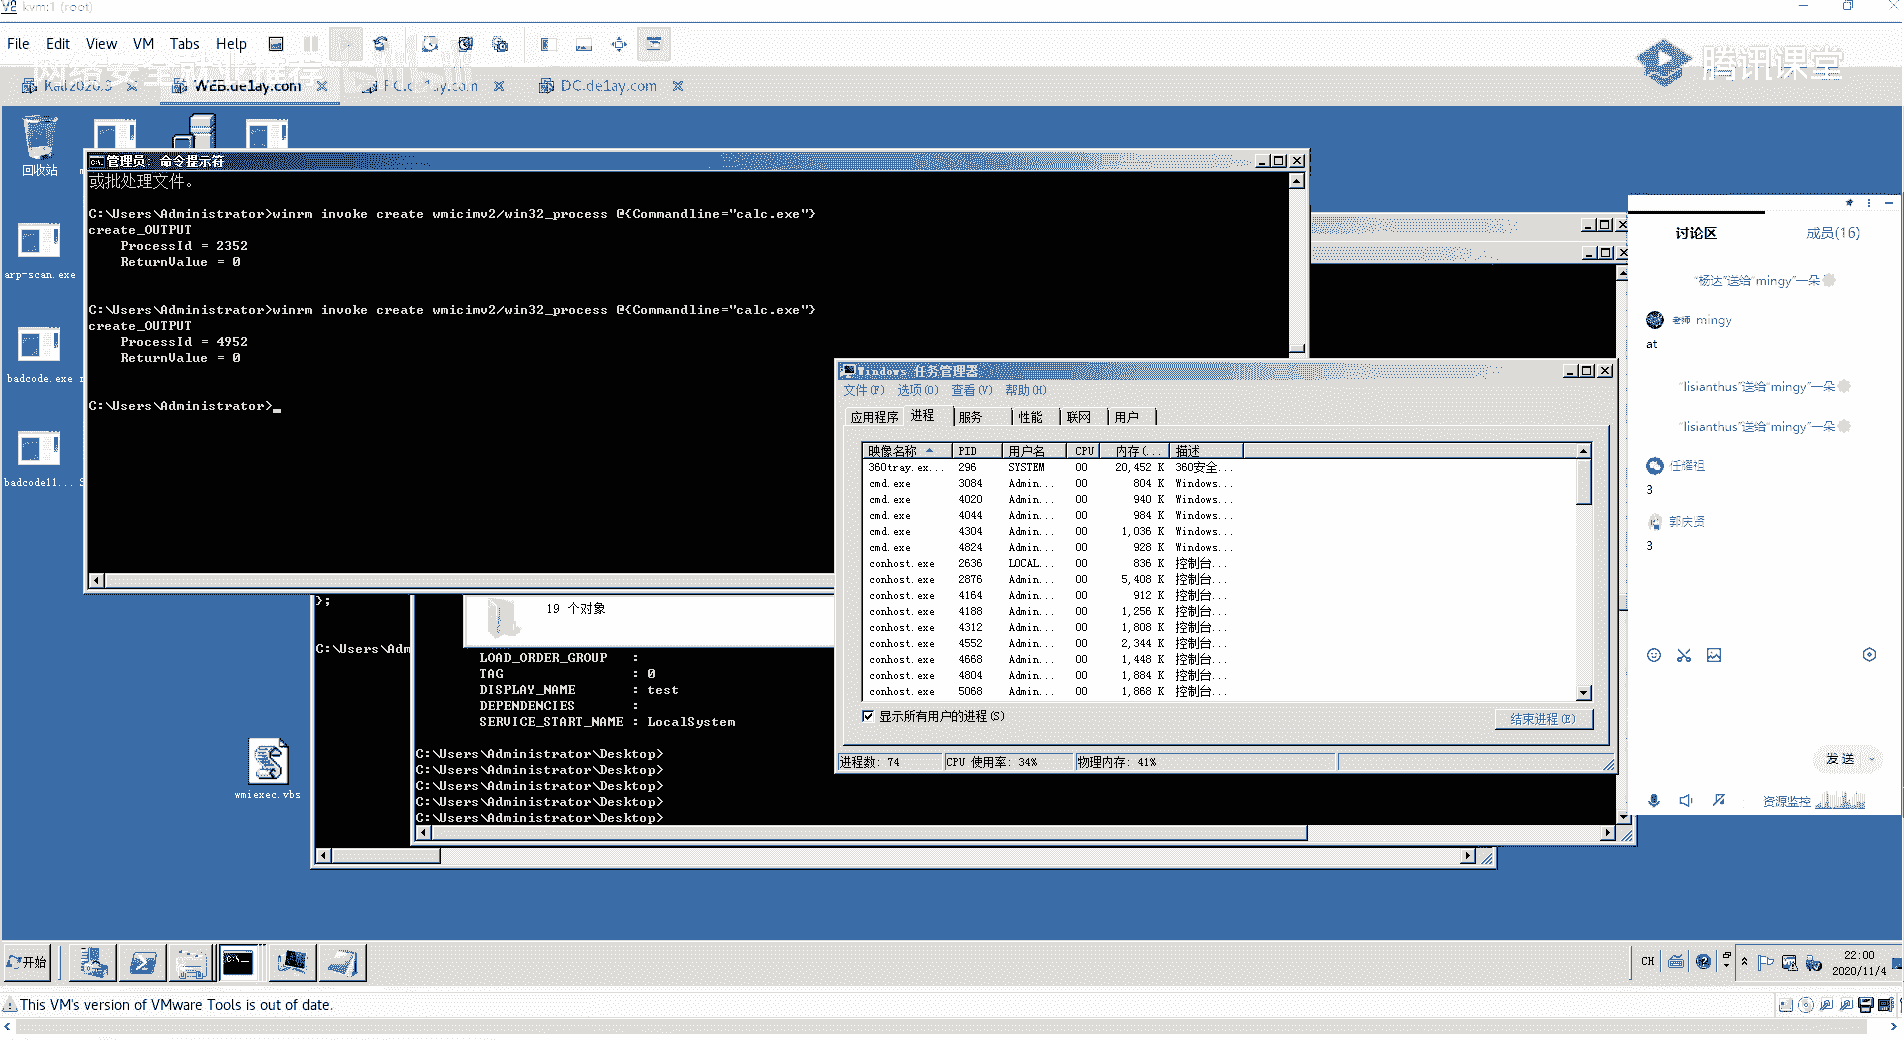 kvm:1 (root)
File Edit View VM Tabs Help
腾讯课堂
Kali2020.3
WEB.de1ay.com
PC.de1ay.com
DC.de1ay.com
回收站
arp-scan.exe
badcode.exe
badcode11...
wmiexec.vbs
管理员: 命令提示符
或批处理文件。
C:\Users\Administrator>winrm invoke create wmicimv2/win32_process @{Commandline="calc.exe"}
create_OUTPUT
ProcessId = 2352
ReturnValue = 0
C:\Users\Administrator>winrm invoke create wmicimv2/win32_process @{Commandline="calc.exe"}
create_OUTPUT
ProcessId = 4952
ReturnValue = 0
C:\Users\Administrator>
};
C:\Users\Adm
19 个对象
LOAD_ORDER_GROUP :
TAG : 0
DISPLAY_NAME : test
DEPENDENCIES :
SERVICE_START_NAME : LocalSystem
C:\Users\Administrator\Desktop>
C:\Users\Administrator\Desktop>
C:\Users\Administrator\Desktop>
C:\Users\Administrator\Desktop>
C:\Users\Administrator\Desktop>
Windows 任务管理器
文件(F) 选项(O) 查看(V) 帮助(H)
应用程序 进程 服务 性能 联网 用户
映像名称 PID 用户名 CPU 内存(... 描述
360tray.ex... 296 SYSTEM 00 20,452 K 360安全...
cmd.exe 3084 Admin... 00 804 K Windows...
cmd.exe 4020 Admin... 00 940 K Windows...
cmd.exe 4044 Admin... 00 984 K Windows...
cmd.exe 4304 Admin... 00 1,036 K Windows...
cmd.exe 4824 Admin... 00 928 K Windows...
conhost.exe 2636 LOCAL... 00 836 K 控制台...
conhost.exe 2876 Admin... 00 5,408 K 控制台...
conhost.exe 4164 Admin... 00 912 K 控制台...
conhost.exe 4188 Admin... 00 1,256 K 控制台...
conhost.exe 4312 Admin... 00 1,808 K 控制台...
conhost.exe 4552 Admin... 00 2,344 K 控制台...
conhost.exe 4668 Admin... 00 1,448 K 控制台...
conhost.exe 4804 Admin... 00 1,884 K 控制台...
conhost.exe 5068 Admin... 00 1,868 K 控制台...
显示所有用户的进程(S)
结束进程(E)
进程数: 74 CPU 使用率: 34% 物理内存: 41%
讨论区 成员(16)
"杨达"送给"mingy"一朵
老师 mingy
at
"lisianthus"送给"mingy"一朵
"lisianthus"送给"mingy"一朵
任耀祖
3
郭庆贤
3
发送
资源监控
开始
CH
22:00
2020/11/4
This VM's version of VMware Tools is out of date.